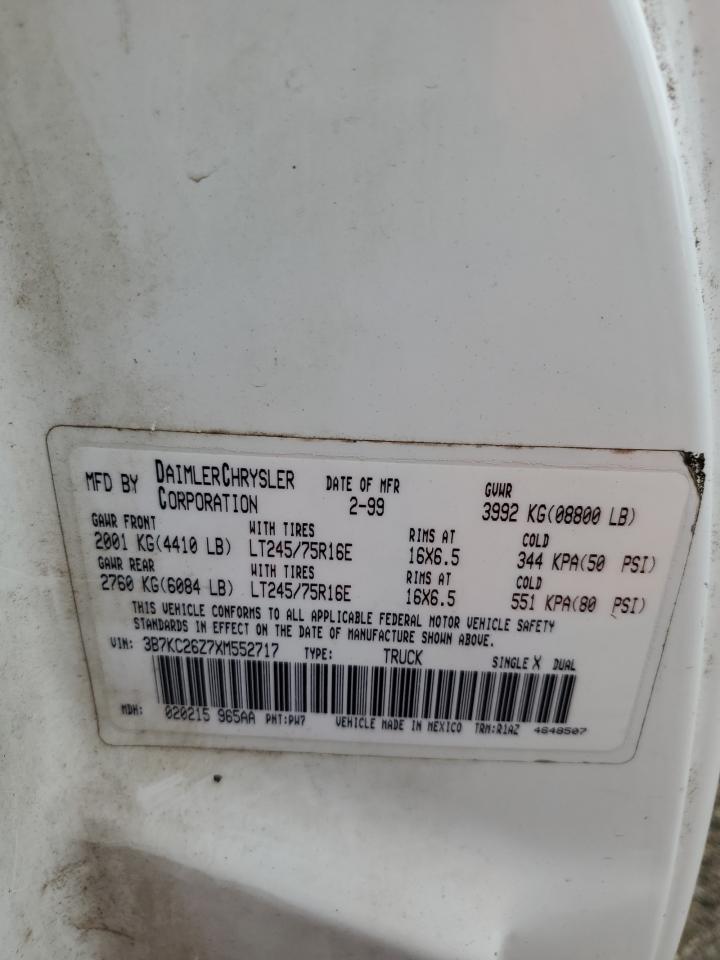 MFD BY DAIMLERCHRYSLER CORPORATION DATE OF MFR 2-99 GVWR 3992 KG(08800 LB)
GAWR FRONT WITH TIRES RIMS AT COLD
2001 KG(4410 LB) LT245/75R16E 16X6.5 344 KPA(50 PSI)
GAWR REAR WITH TIRES RIMS AT COLD
2760 KG(6084 LB) LT245/75R16E 16X6.5 551 KPA(80 PSI)
THIS VEHICLE CONFORMS TO ALL APPLICABLE FEDERAL MOTOR VEHICLE SAFETY
STANDARDS IN EFFECT ON THE DATE OF MANUFACTURE SHOWN ABOVE.
VIN: 3B7KC26Z7XM552717 TYPE: TRUCK SINGLE X DUAL
MDH: 020215 965AA PNT:PW7 VEHICLE MADE IN MEXICO TRM:R1AZ 4648507